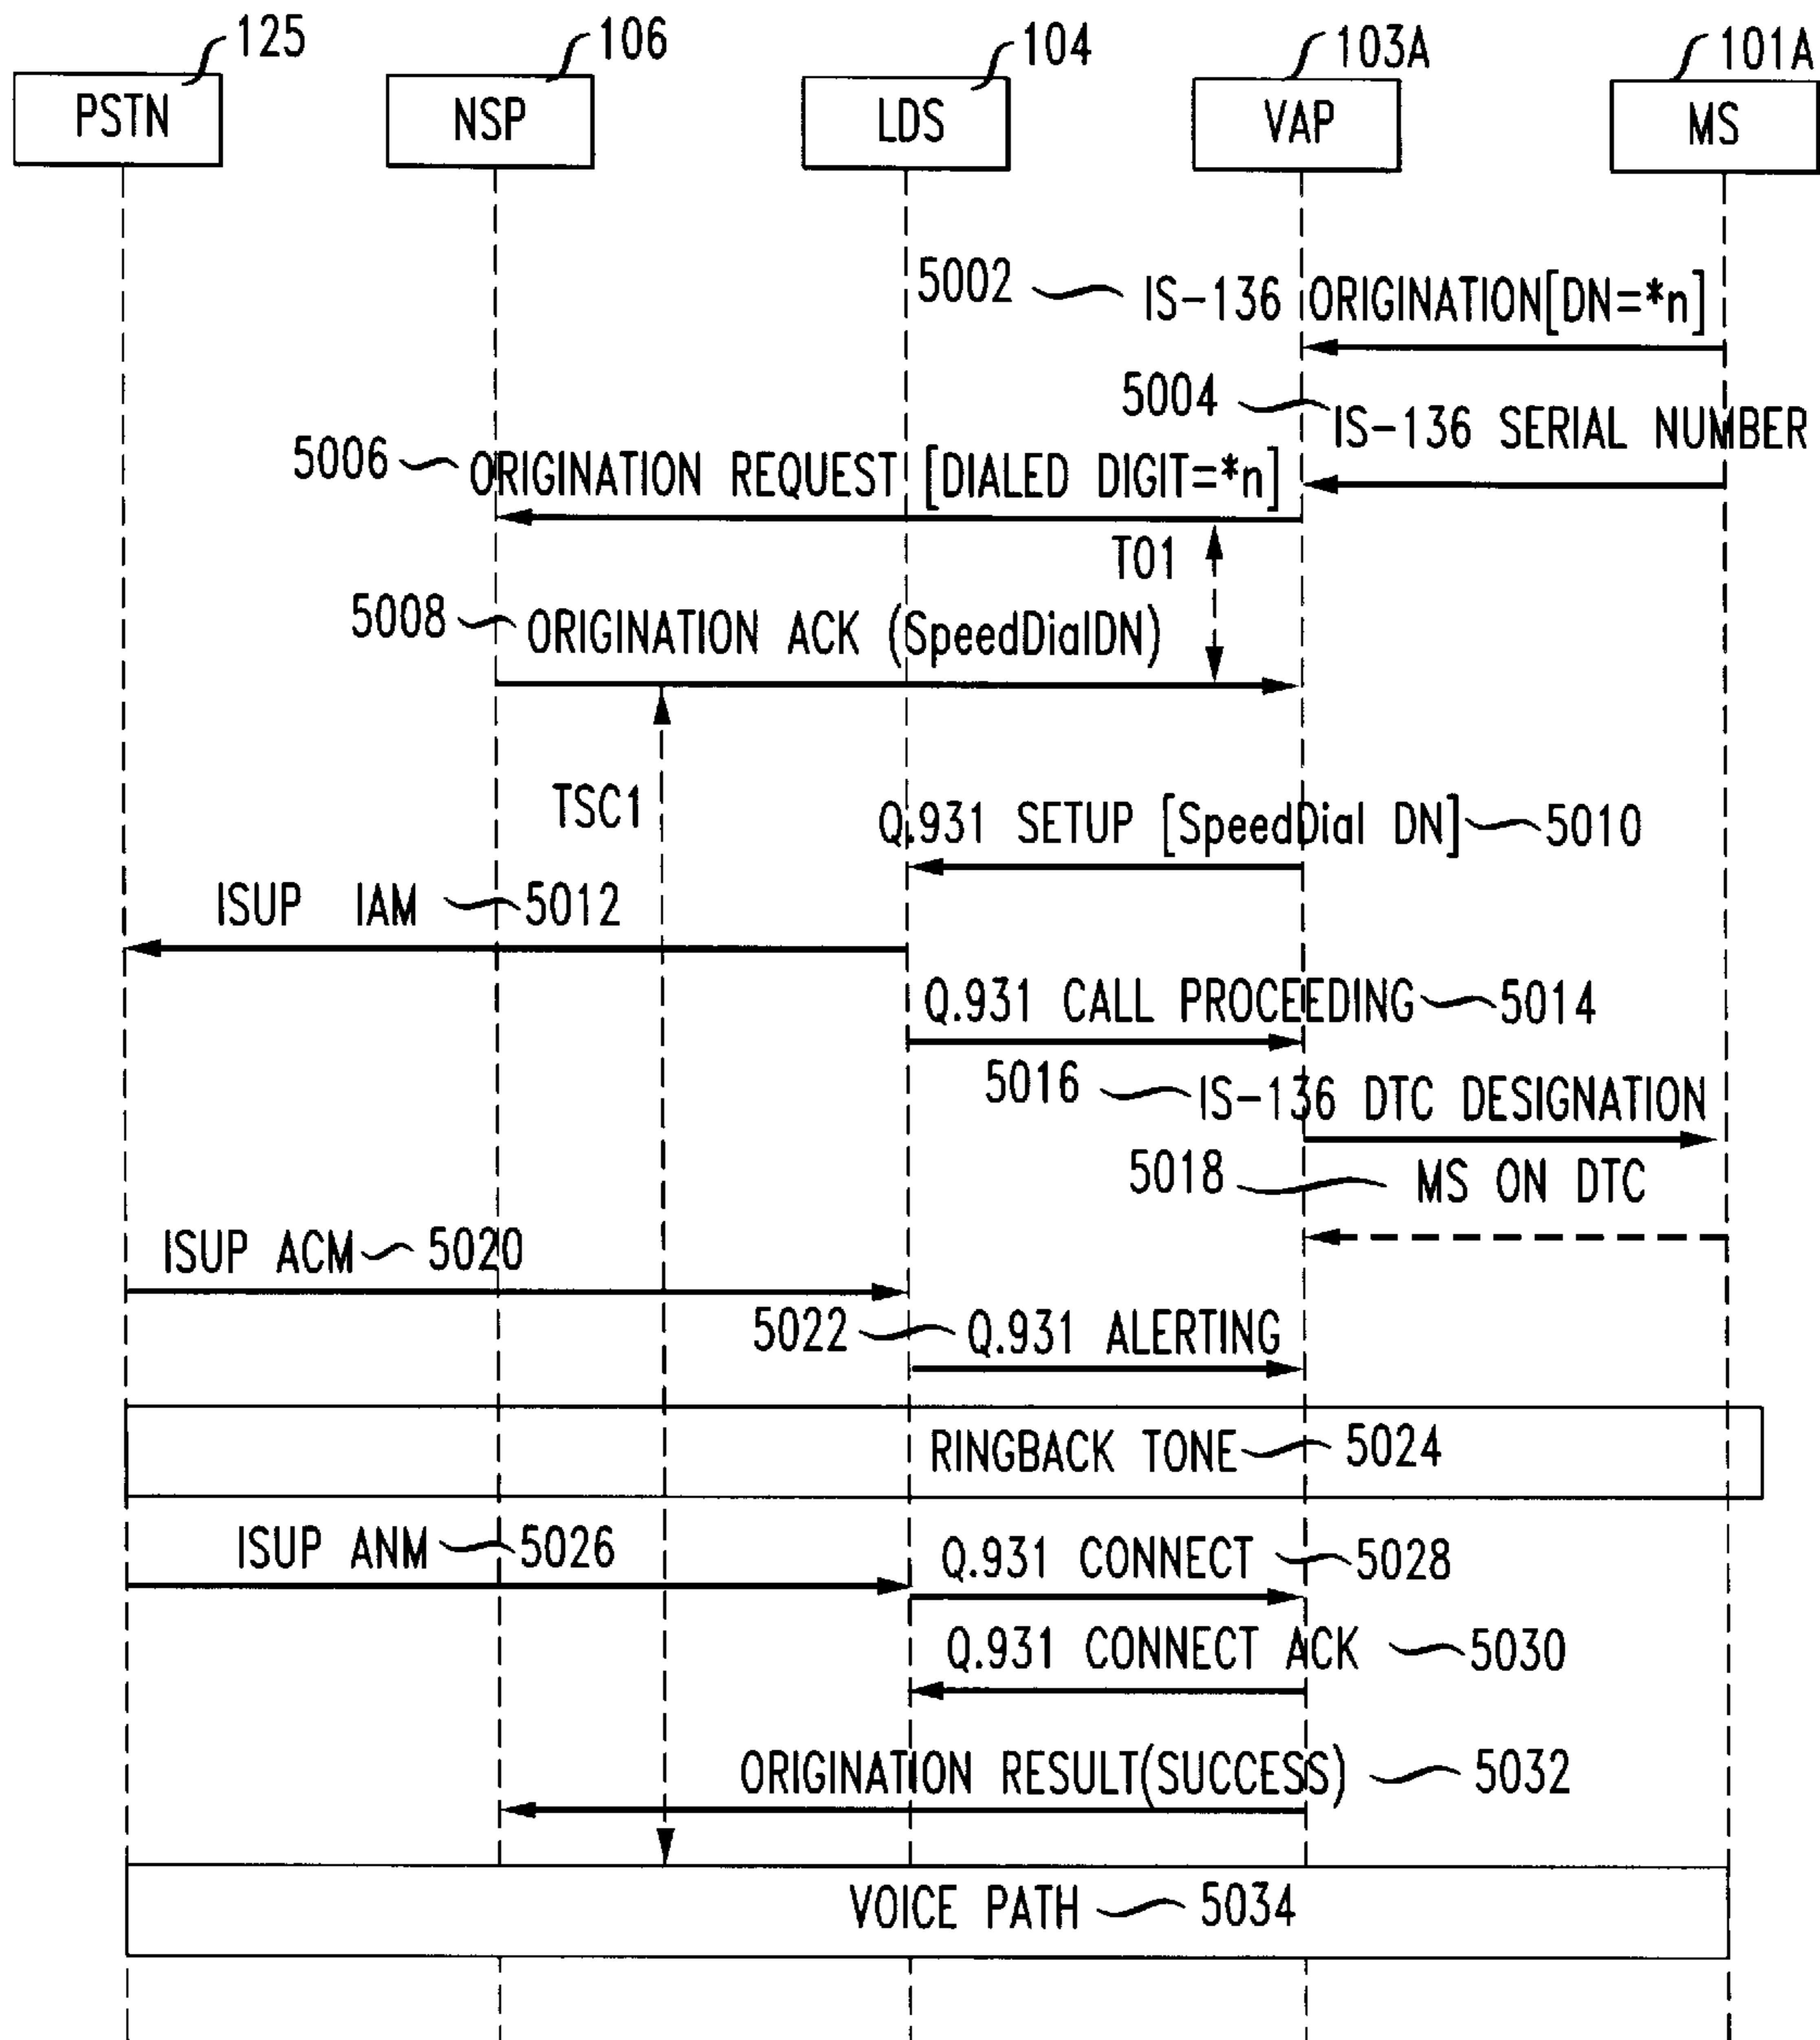 125
106
104
103A
101A
PSTN
NSP
LDS
VAP
MS
5002 IS-136 ORIGINATION[DN=*n]
5004 IS-136 SERIAL NUMBER
5006 ORIGINATION REQUEST [DIALED DIGIT=*n]
TO1
5008 ORIGINATION ACK (SpeedDialDN)
TSC1
Q.931 SETUP [SpeedDial DN] 5010
ISUP IAM 5012
Q.931 CALL PROCEEDING 5014
5016 IS-136 DTC DESIGNATION
5018 MS ON DTC
ISUP ACM 5020
5022 Q.931 ALERTING
RINGBACK TONE 5024
ISUP ANM 5026
Q.931 CONNECT 5028
Q.931 CONNECT ACK 5030
ORIGINATION RESULT(SUCCESS) 5032
VOICE PATH 5034